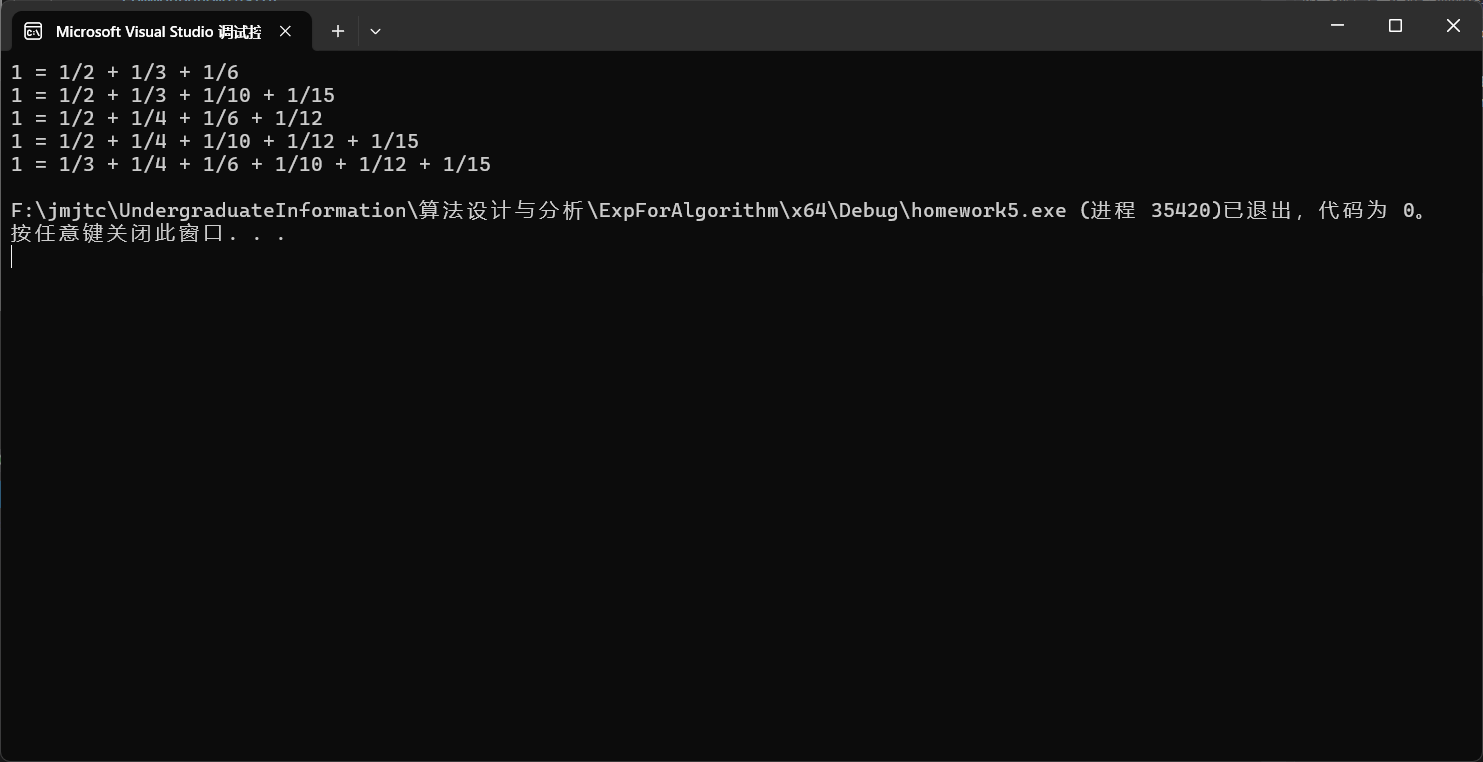 Microsoft Visual Studio 调试控
1 = 1/2 + 1/3 + 1/6
1 = 1/2 + 1/3 + 1/10 + 1/15
1 = 1/2 + 1/4 + 1/6 + 1/12
1 = 1/2 + 1/4 + 1/10 + 1/12 + 1/15
1 = 1/3 + 1/4 + 1/6 + 1/10 + 1/12 + 1/15
F:\jmjtc\UndergraduateInformation\算法设计与分析\ExpForAlgorithm\x64\Debug\homework5.exe (进程 35420)已退出，代码为 0。
按任意键关闭此窗口. . .